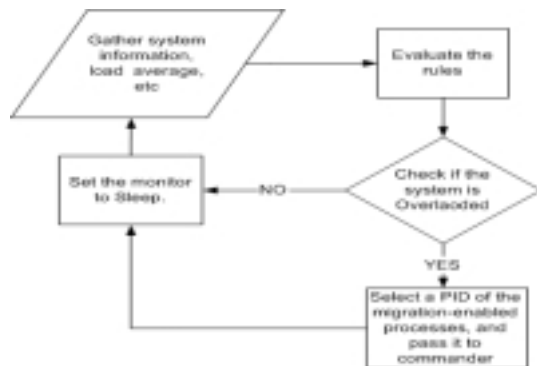 Gather system
information,
load average,
etc
Evaluate the
rules
Check if the
system is
Overlaoded
NO
Set the monitor
to Sleep.
YES
Select a PID of the
migration-enabled
processes, and
pass it to
commander